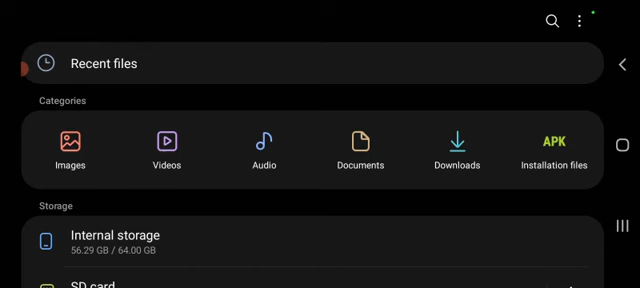 Recent files
Categories
Images Videos Audio Documents Downloads APK Installation files
Storage
Internal storage
56.29 GB / 64.00 GB
SD card